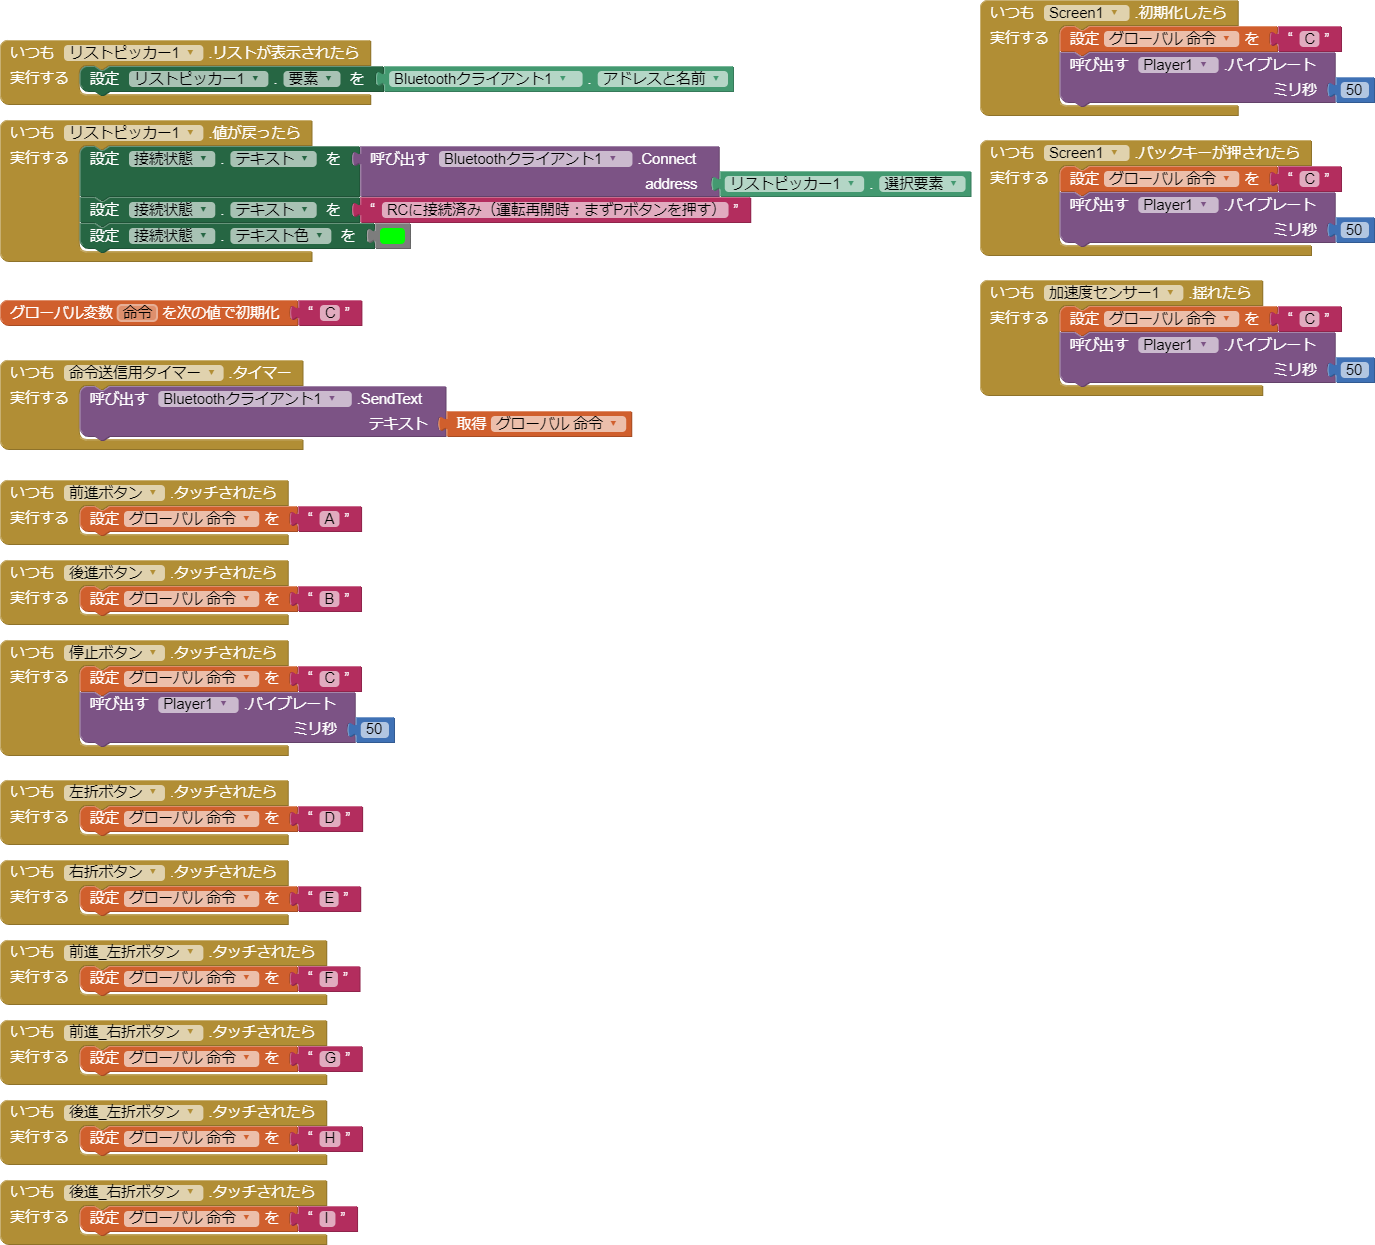 いつも リストピッカー1 .リストが表示されたら
実行する 設定 リストピッカー1 . 要素 を Bluetoothクライアント1 . アドレスと名前
いつも リストピッカー1 .値が戻ったら
実行する 設定 接続状態 . テキスト を 呼び出す Bluetoothクライアント1 .Connect
address リストピッカー1 . 選択要素
設定 接続状態 . テキスト を “ RCに接続済み（運転再開時：まずPボタンを押す） ”
設定 接続状態 . テキスト色 を
グローバル変数 命令 を次の値で初期化 “ C ”
いつも 命令送信用タイマー .タイマー
実行する 呼び出す Bluetoothクライアント1 .SendText
テキスト 取得 グローバル 命令
いつも 前進ボタン .タッチされたら
実行する 設定 グローバル 命令 を “ A ”
いつも 後進ボタン .タッチされたら
実行する 設定 グローバル 命令 を “ B ”
いつも 停止ボタン .タッチされたら
実行する 設定 グローバル 命令 を “ C ”
呼び出す Player1 .バイブレート
ミリ秒 50
いつも 左折ボタン .タッチされたら
実行する 設定 グローバル 命令 を “ D ”
いつも 右折ボタン .タッチされたら
実行する 設定 グローバル 命令 を “ E ”
いつも 前進_左折ボタン .タッチされたら
実行する 設定 グローバル 命令 を “ F ”
いつも 前進_右折ボタン .タッチされたら
実行する 設定 グローバル 命令 を “ G ”
いつも 後進_左折ボタン .タッチされたら
実行する 設定 グローバル 命令 を “ H ”
いつも 後進_右折ボタン .タッチされたら
実行する 設定 グローバル 命令 を “ I ”
いつも Screen1 .初期化したら
実行する 設定 グローバル 命令 を “ C ”
呼び出す Player1 .バイブレート
ミリ秒 50
いつも Screen1 .バックキーが押されたら
実行する 設定 グローバル 命令 を “ C ”
呼び出す Player1 .バイブレート
ミリ秒 50
いつも 加速度センサー1 .揺れたら
実行する 設定 グローバル 命令 を “ C ”
呼び出す Player1 .バイブレート
ミリ秒 50